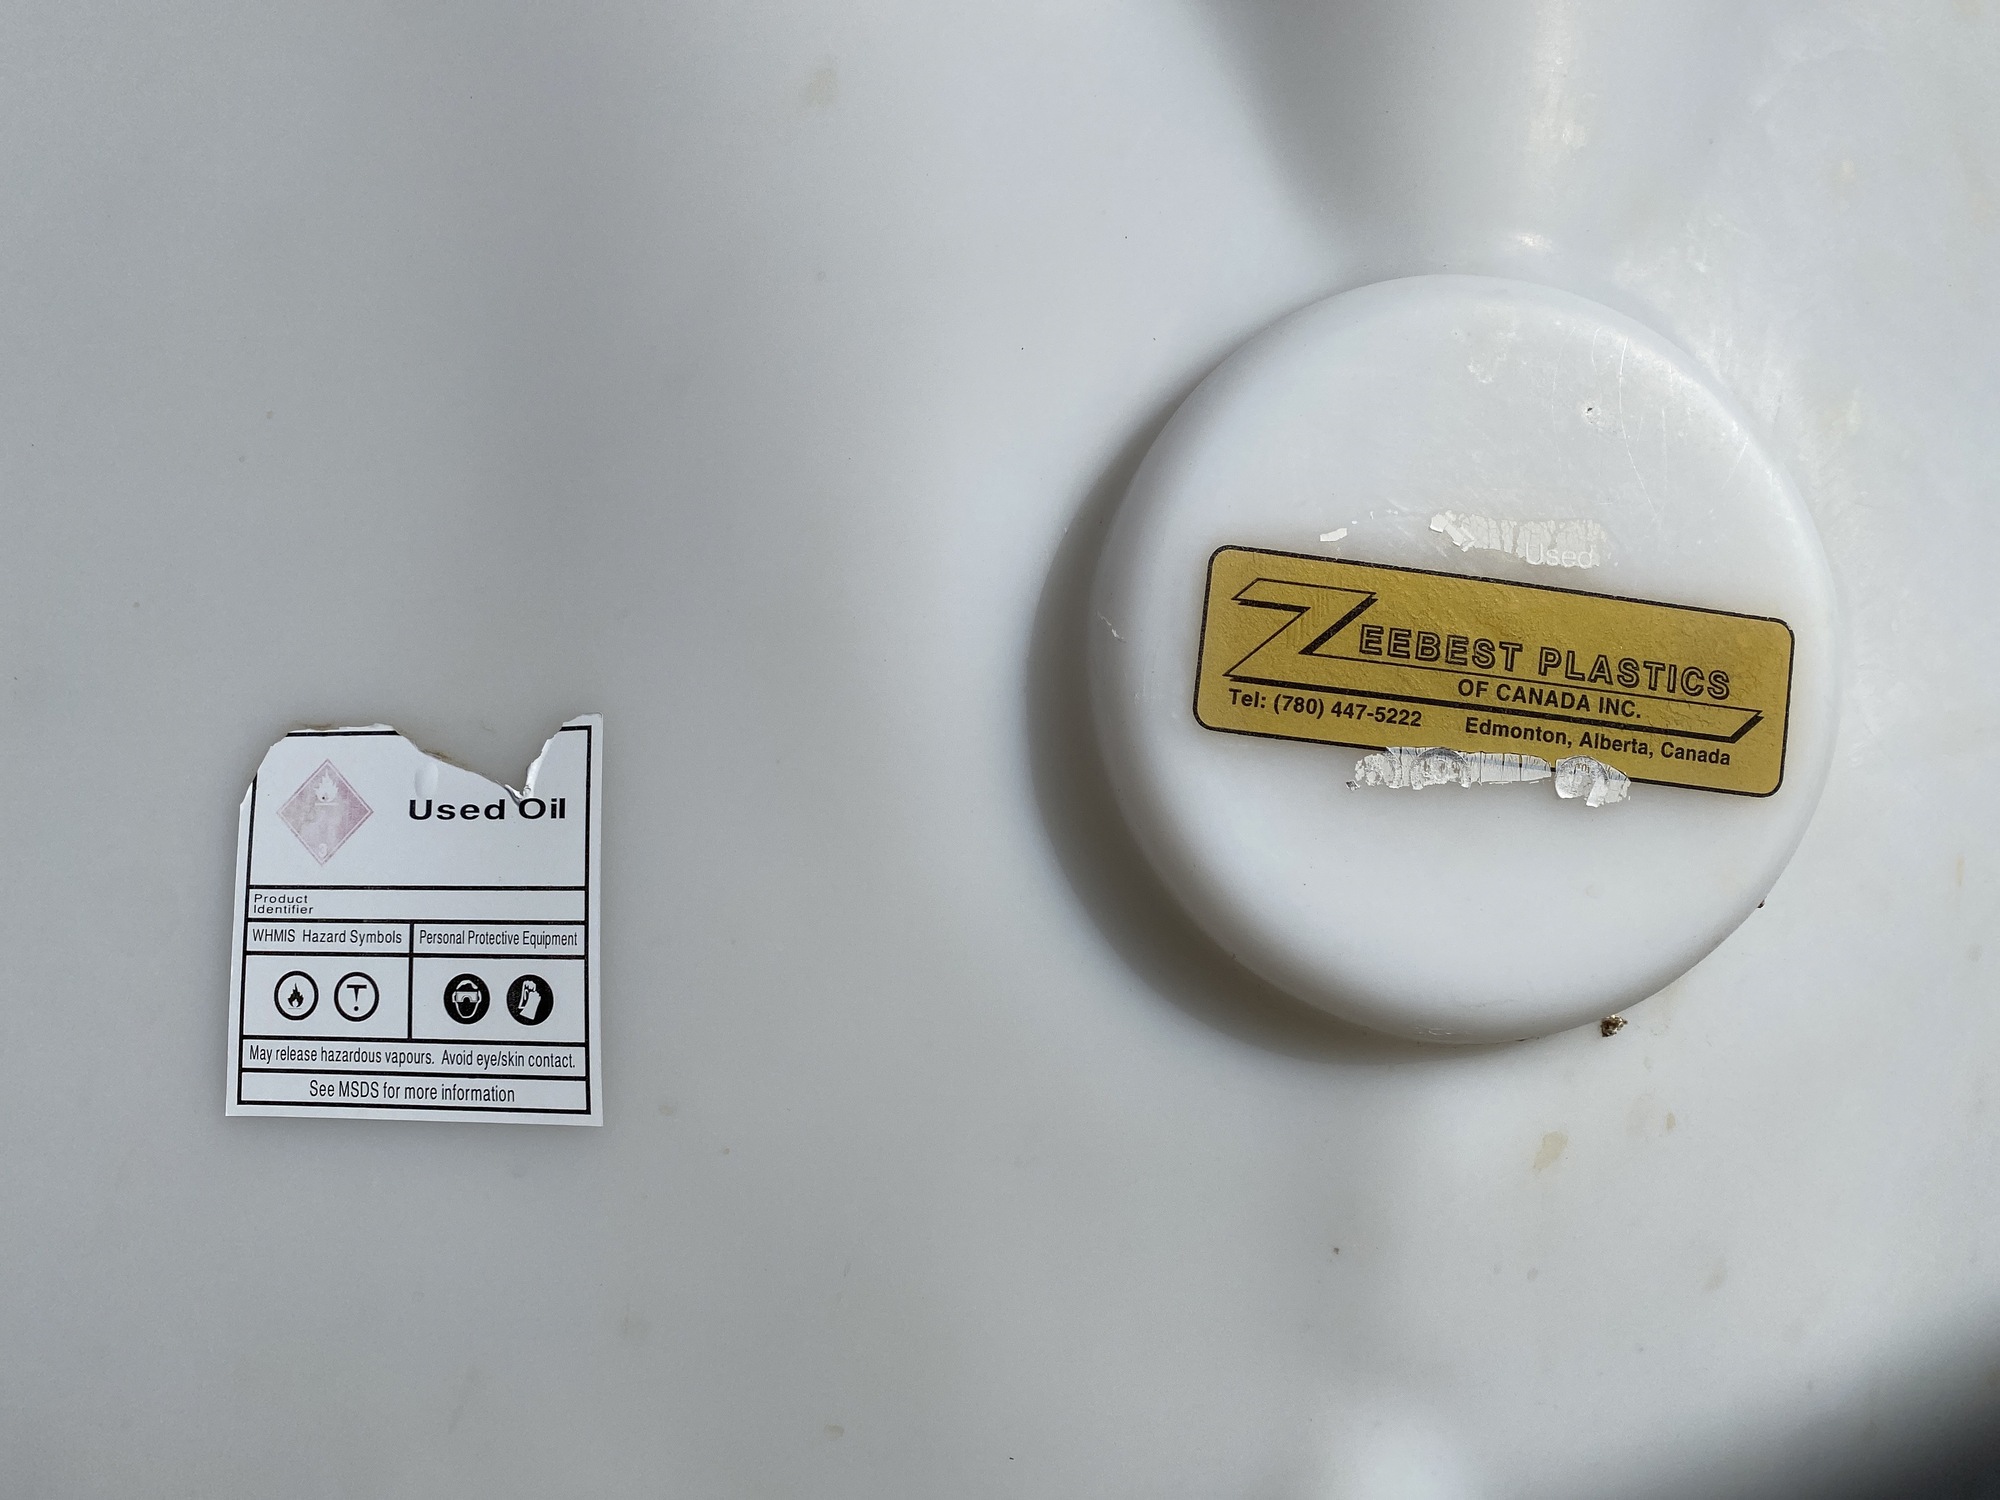 Used Oil
3
Product
Identifier
WHMIS Hazard Symbols
Personal Protective Equipment
May release hazardous vapours. Avoid eye/skin contact.
See MSDS for more information
Used
ZEEBEST PLASTICS
OF CANADA INC.
Tel: (780) 447-5222 Edmonton, Alberta, Canada